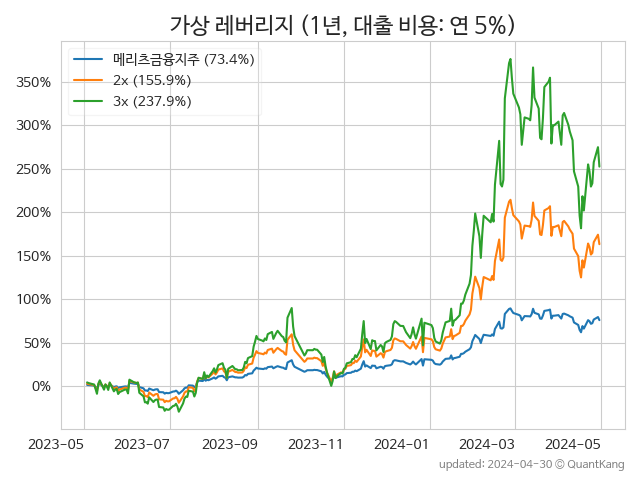 가상 레버리지 (1년, 대출 비용: 연 5%)
메리츠금융지주 (73.4%)
2x (155.9%)
3x (237.9%)
350%
300%
250%
200%
150%
100%
50%
0%
2023-05 2023-07 2023-09 2023-11 2024-01 2024-03 2024-05
updated: 2024-04-30 © QuantKang